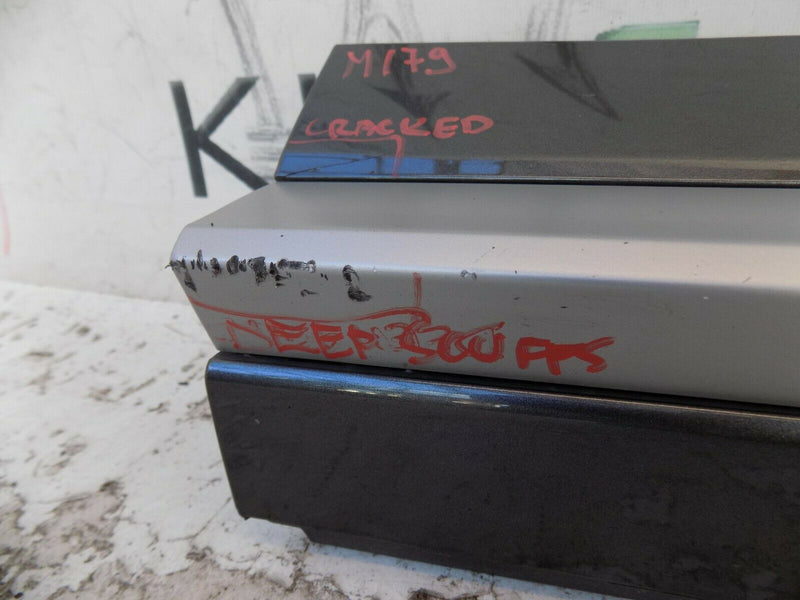 M179
CRACKED
K
DEEP SCUFFS